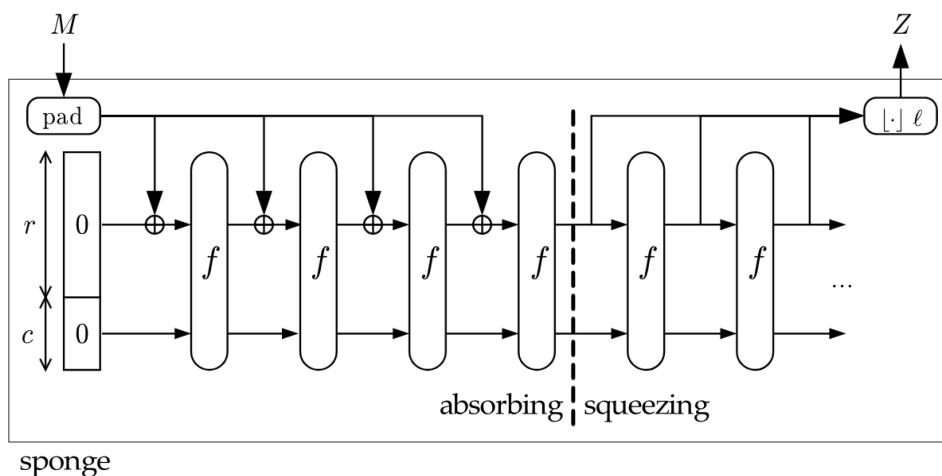 M Z
pad ⌊·⌋ ℓ
r 0 f f f f f f
...
c 0
absorbing squeezing
sponge